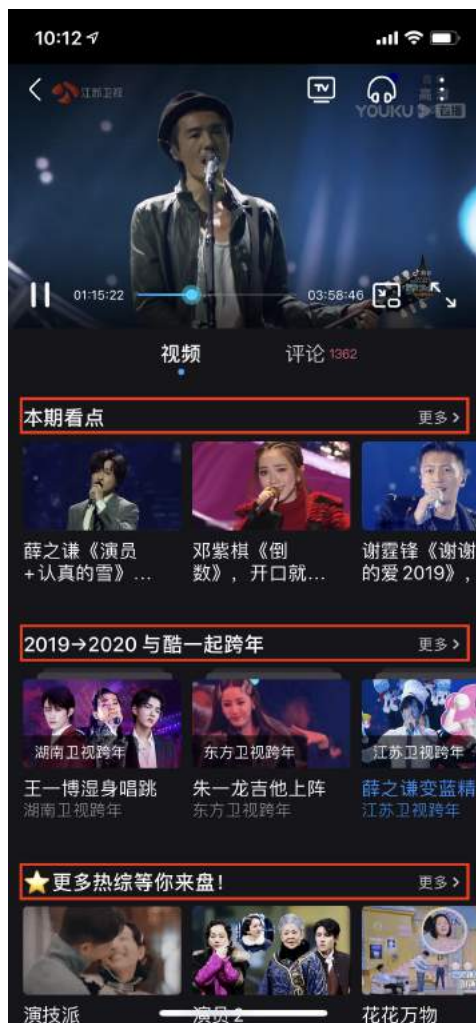 10:12
江苏卫视
TV
高
YOUKU 云播
01:15:22
03:58:46
视频
评论 1362
本期看点
更多 >
薛之谦《演员
+认真的雪》...
邓紫棋《倒
数》,开口就...
谢霆锋《谢谢
的爱 2019》,
2019→2020 与酷一起跨年
更多 >
湖南卫视跨年
东方卫视跨年
江苏卫视跨年
王一博湿身唱跳
湖南卫视跨年
朱一龙吉他上阵
东方卫视跨年
薛之谦变蓝精
江苏卫视跨年
⭐更多热综等你来盘!
更多 >
演技派
演员 2
花花万物